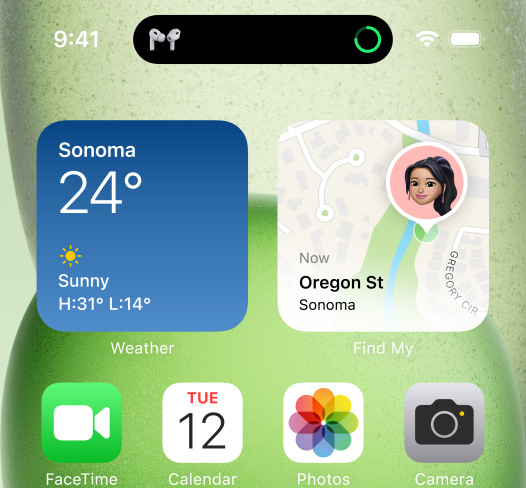 9:41
Sonoma
24°
Sunny
H:31° L:14°
Weather
Now
Oregon St
Sonoma
GREGORY CIR
Find My
FaceTime
TUE
12
Calendar
Photos
Camera